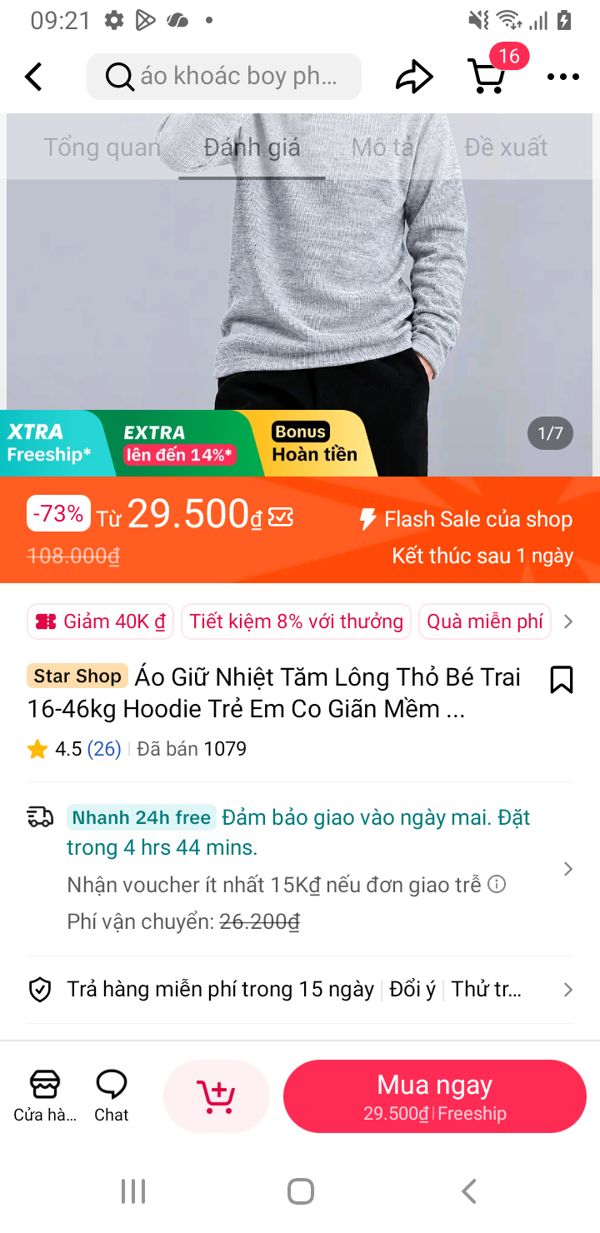 09:21
16
áo khoác boy ph...
Tổng quan Đánh giá Mô tả Đề xuất
XTRA
Freeship*
EXTRA
lên đến 14%*
Bonus
Hoàn tiền
1/7
-73% Từ 29.500₫
108.000₫
Flash Sale của shop
Kết thúc sau 1 ngày
Giảm 40K ₫ Tiết kiệm 8% với thưởng Quà miễn phí
Star Shop Áo Giữ Nhiệt Tăm Lông Thỏ Bé Trai
16-46kg Hoodie Trẻ Em Co Giãn Mềm ...
4.5 (26) Đã bán 1079
Nhanh 24h free Đảm bảo giao vào ngày mai. Đặt
trong 4 hrs 44 mins.
Nhận voucher ít nhất 15K₫ nếu đơn giao trễ
Phí vận chuyển: 26.200₫
Trả hàng miễn phí trong 15 ngày Đổi ý Thử tr...
Cửa hà...
Chat
Mua ngay
29.500₫ Freeship